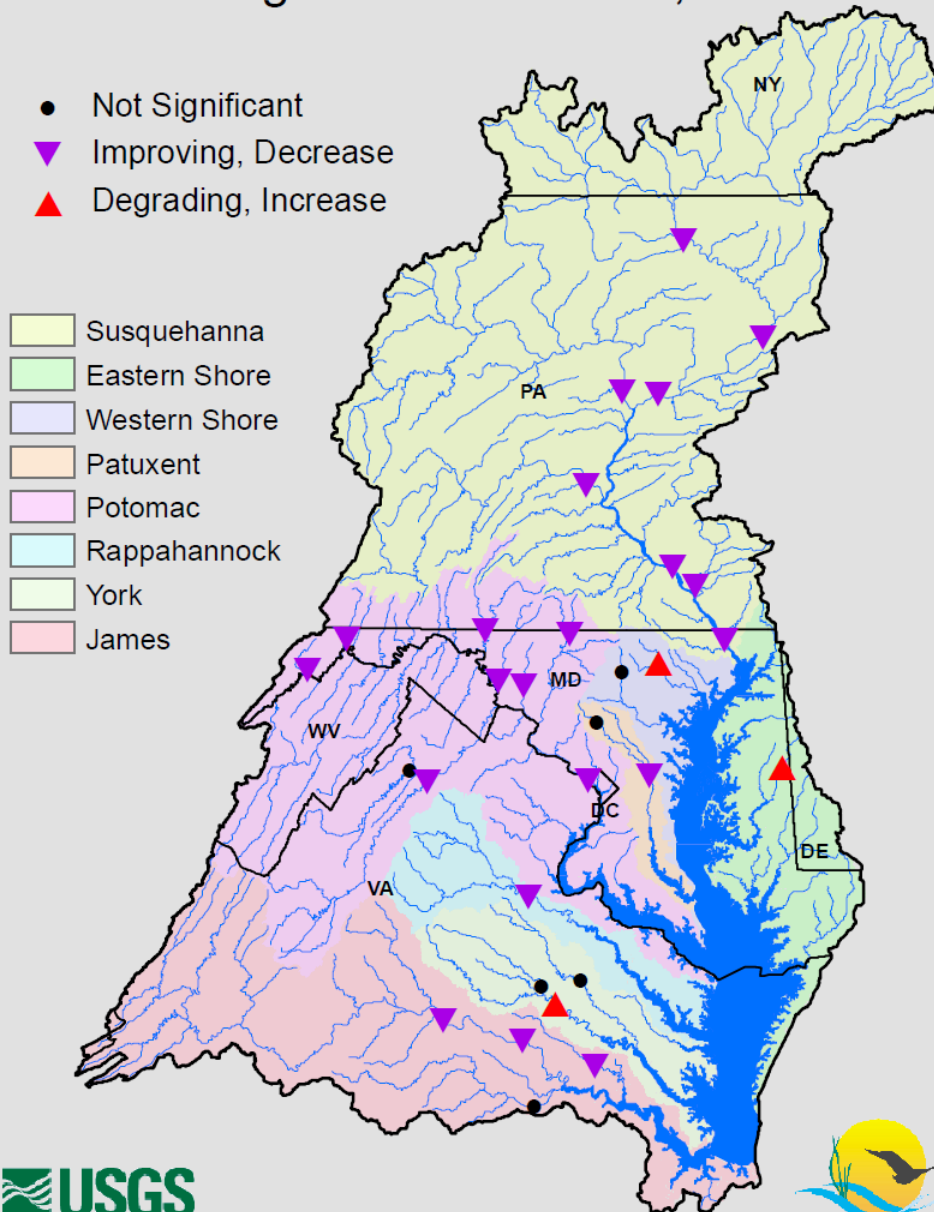 Not Significant
Improving, Decrease
Degrading, Increase
Susquehanna
Eastern Shore
Western Shore
Patuxent
Potomac
Rappahannock
York
James
NY
PA
MD
WV
DC
DE
VA
USGS